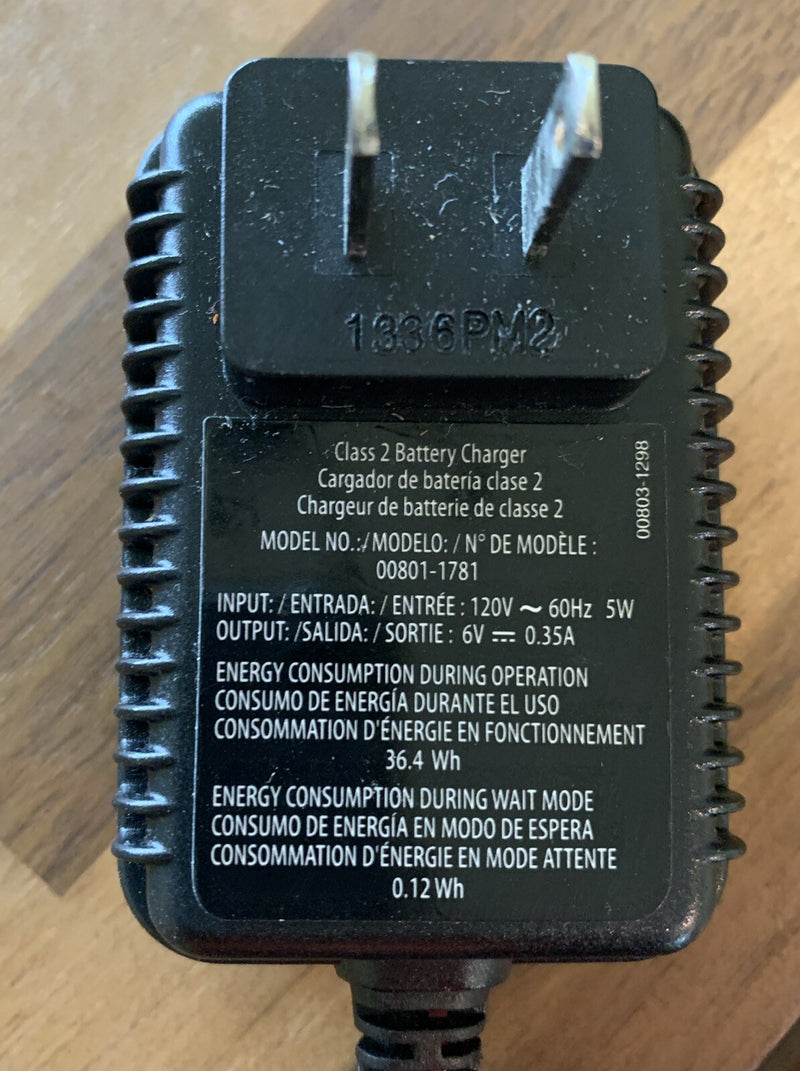 1336PM2
Class 2 Battery Charger
Cargador de batería clase 2
Chargeur de batterie de classe 2
00803-1298
MODEL NO.:/MODELO: / N° DE MODÈLE :
00801-1781
INPUT: / ENTRADA: / ENTRÉE : 120V ~ 60Hz 5W
OUTPUT: /SALIDA: / SORTIE : 6V ⎓ 0.35A
ENERGY CONSUMPTION DURING OPERATION
CONSUMO DE ENERGÍA DURANTE EL USO
CONSOMMATION D'ÉNERGIE EN FONCTIONNEMENT
36.4 Wh
ENERGY CONSUMPTION DURING WAIT MODE
CONSUMO DE ENERGÍA EN MODO DE ESPERA
CONSOMMATION D'ÉNERGIE EN MODE ATTENTE
0.12 Wh